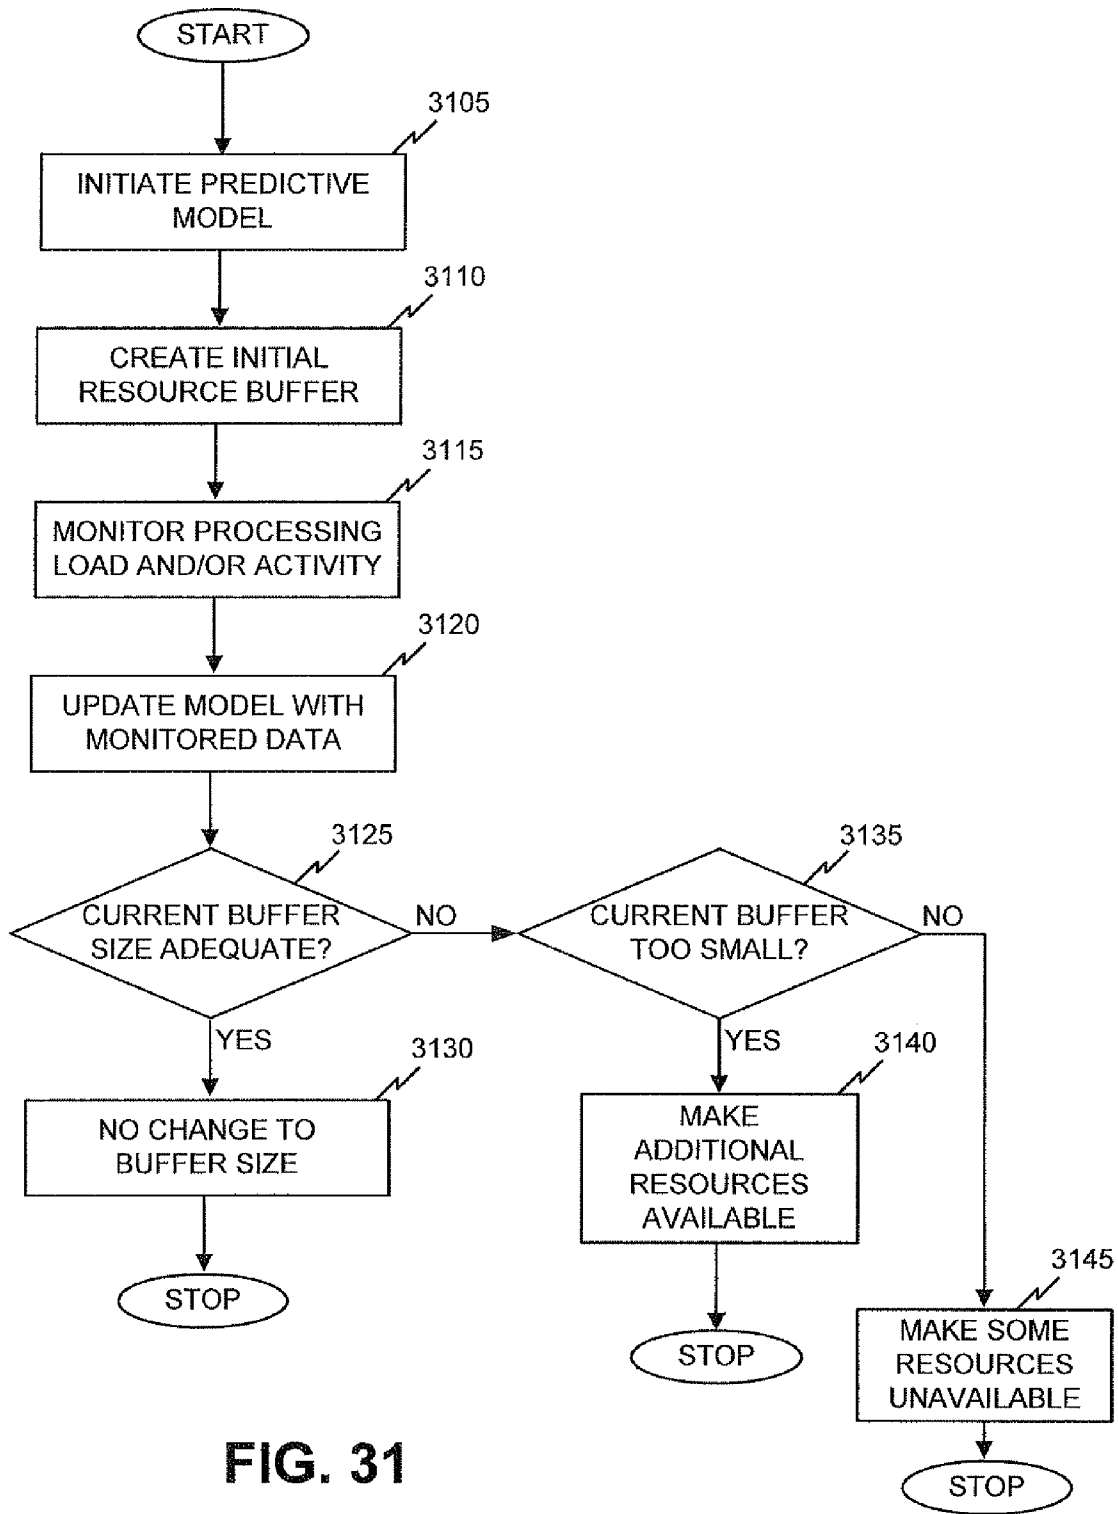 START
3105
INITIATE PREDICTIVE
MODEL
3110
CREATE INITIAL
RESOURCE BUFFER
3115
MONITOR PROCESSING
LOAD AND/OR ACTIVITY
3120
UPDATE MODEL WITH
MONITORED DATA
3125
CURRENT BUFFER
SIZE ADEQUATE?
NO
3135
CURRENT BUFFER
TOO SMALL?
NO
YES
3130
NO CHANGE TO
BUFFER SIZE
STOP
YES
3140
MAKE
ADDITIONAL
RESOURCES
AVAILABLE
STOP
3145
MAKE SOME
RESOURCES
UNAVAILABLE
STOP
FIG. 31